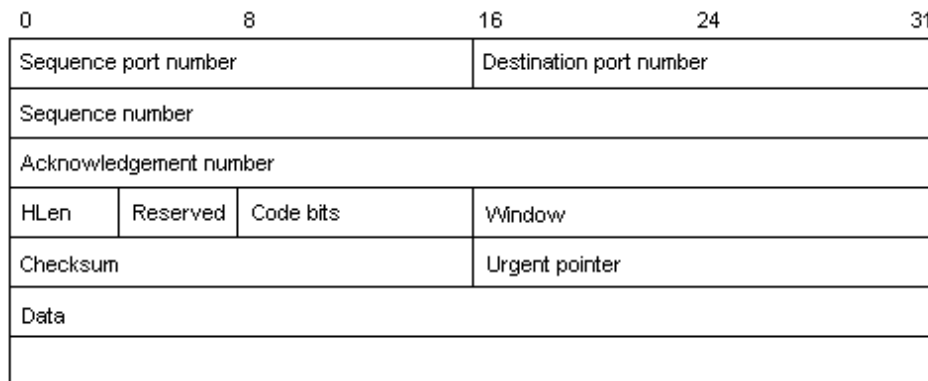 0 8 16 24 31
Sequence port number Destination port number
Sequence number
Acknowledgement number
HLen Reserved Code bits Window
Checksum Urgent pointer
Data